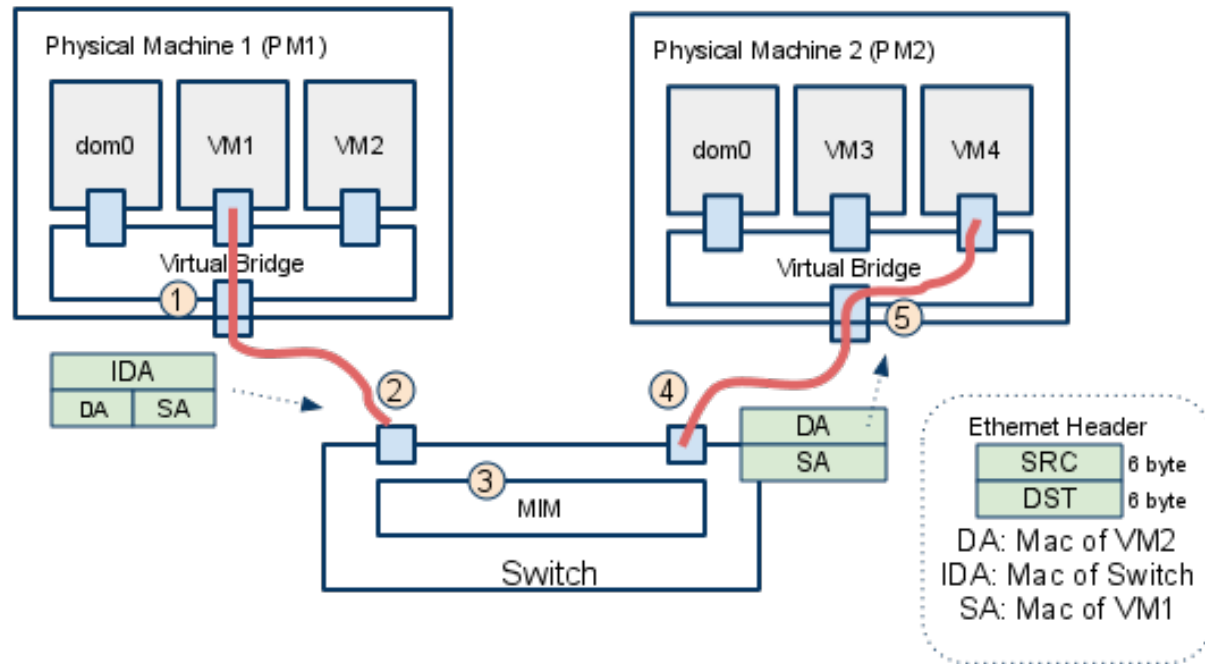 Physical Machine 1 (PM1)
dom0
VM1
VM2
Virtual Bridge
1
Physical Machine 2 (PM2)
dom0
VM3
VM4
Virtual Bridge
5
IDA
DA
SA
2
4
DA
SA
3
MIM
Switch
Ethernet Header
SRC 6 byte
DST 6 byte
DA: Mac of VM2
IDA: Mac of Switch
SA: Mac of VM1